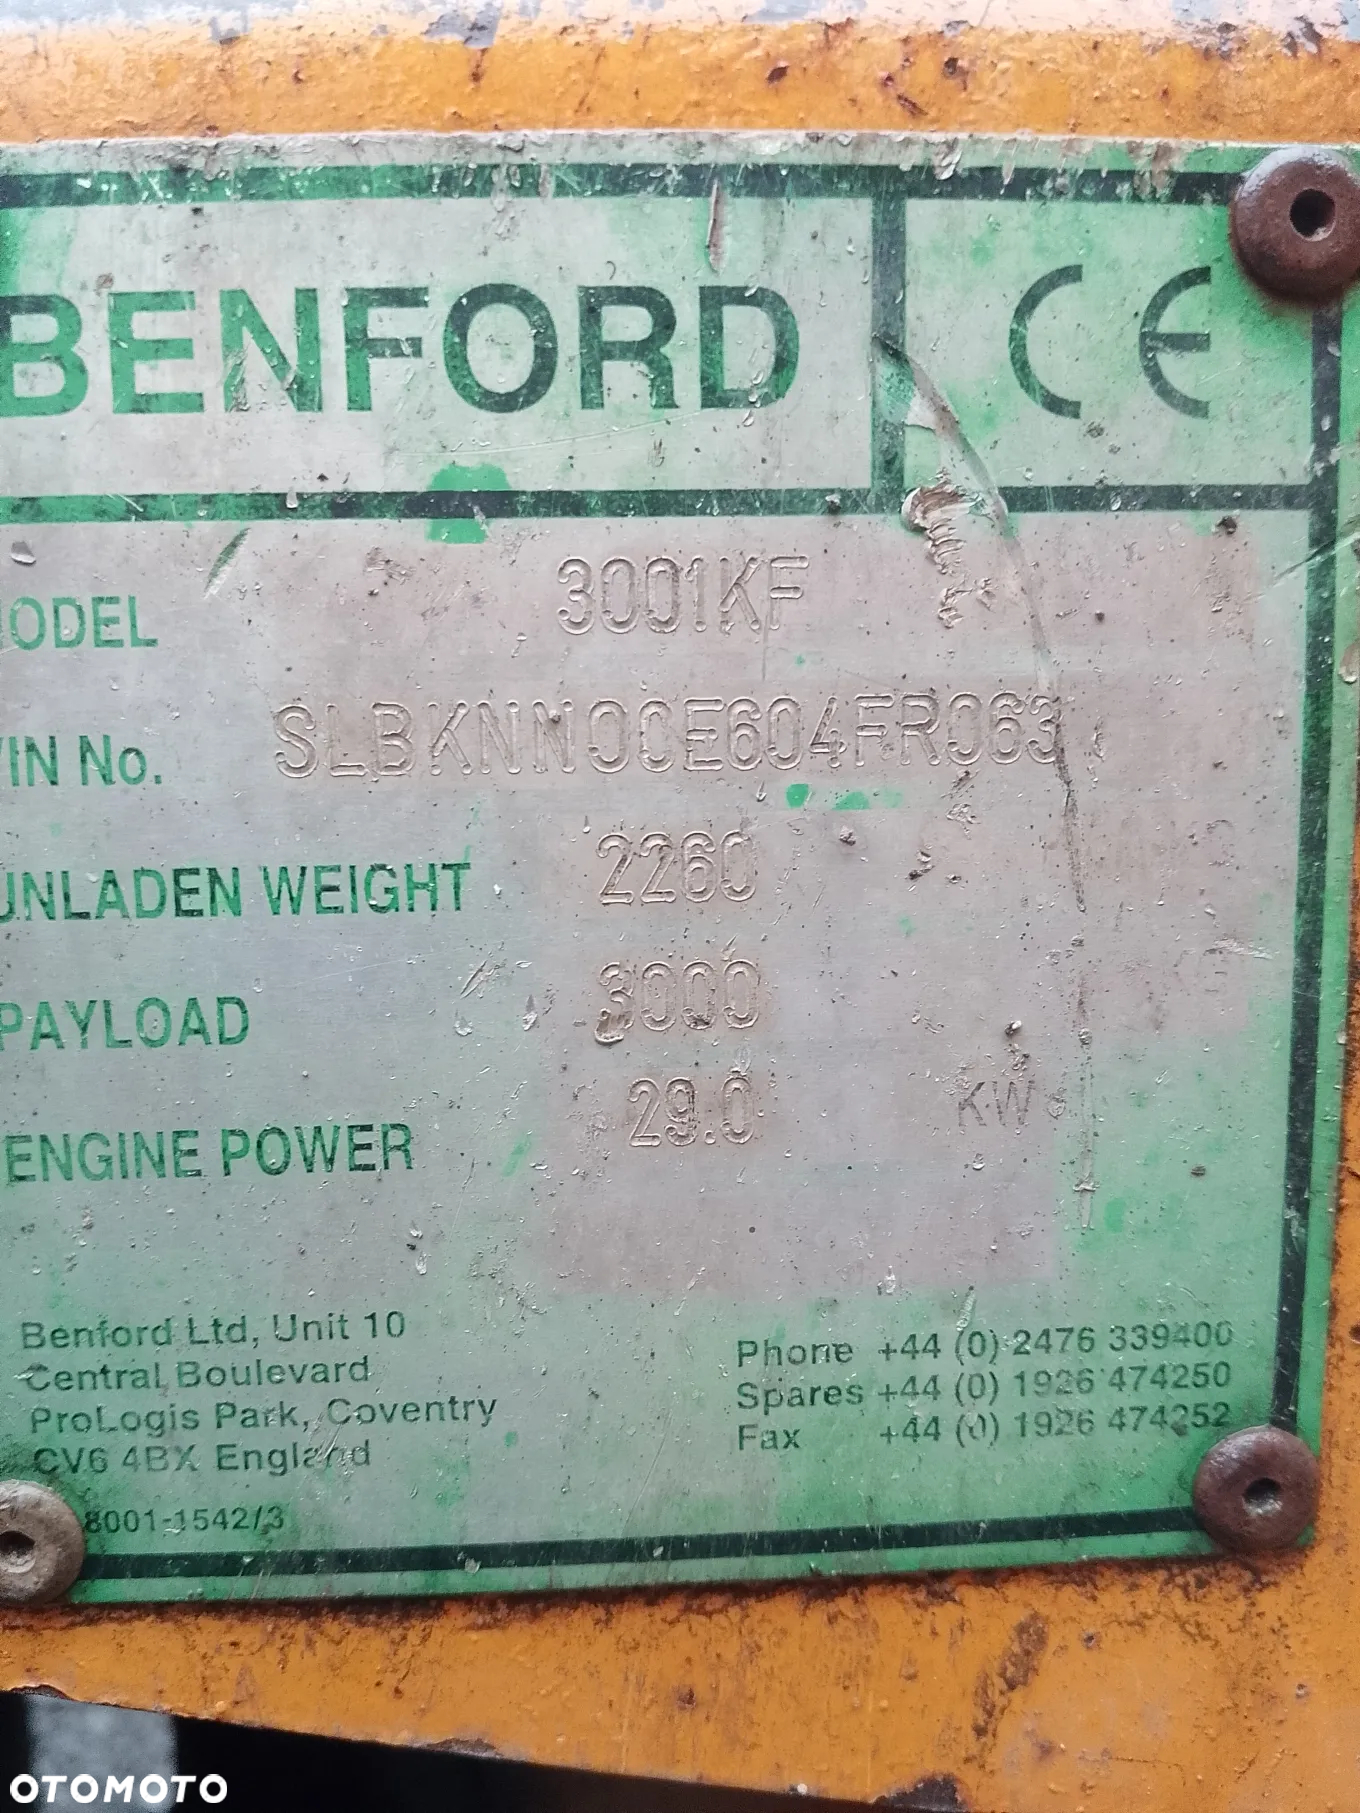 BENFORD CE
MODEL 3001KF
VIN No. SLBKNN0CE604FR063
UNLADEN WEIGHT 2260
PAYLOAD 3000 KG
ENGINE POWER 29.0 KW
Benford Ltd, Unit 10
Central Boulevard
ProLogis Park, Coventry
CV6 4BX England
Phone +44 (0) 2476 339400
Spares +44 (0) 1926 474250
Fax +44 (0) 1926 474252
8001-1542/3
OTOMOTO